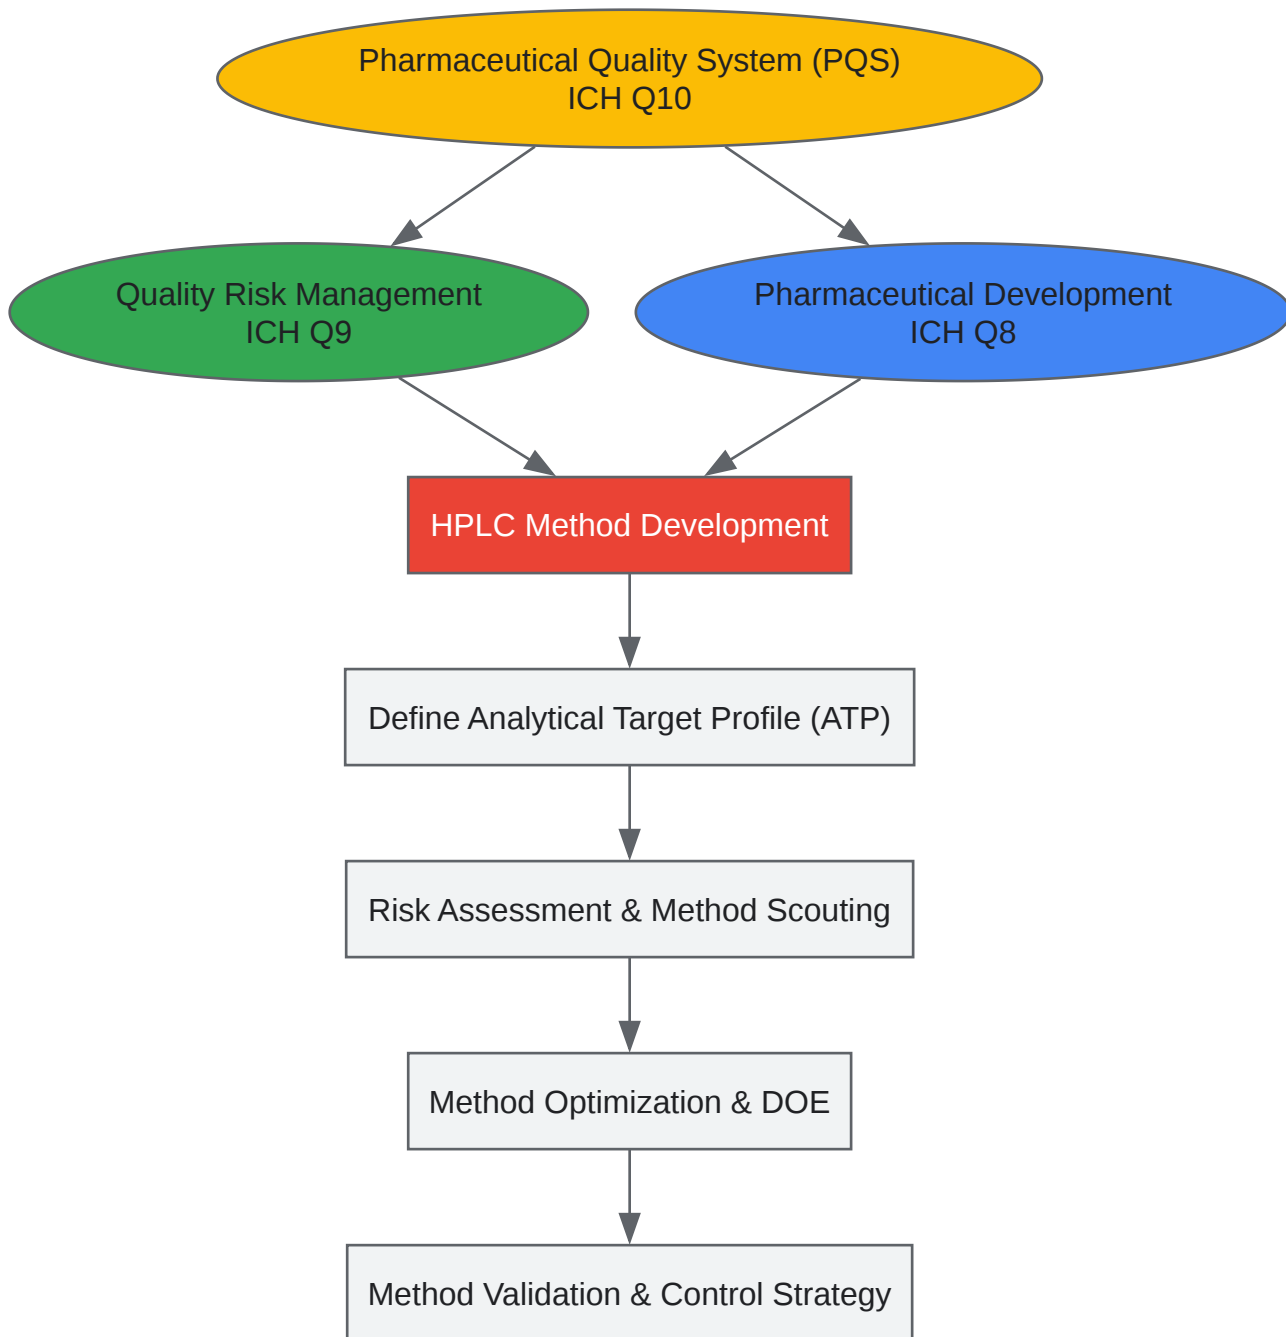 Pharmaceutical Quality System (PQS)
ICH Q10
Quality Risk Management
ICH Q9
Pharmaceutical Development
ICH Q8
HPLC Method Development
Define Analytical Target Profile (ATP)
Risk Assessment & Method Scouting
Method Optimization & DOE
Method Validation & Control Strategy